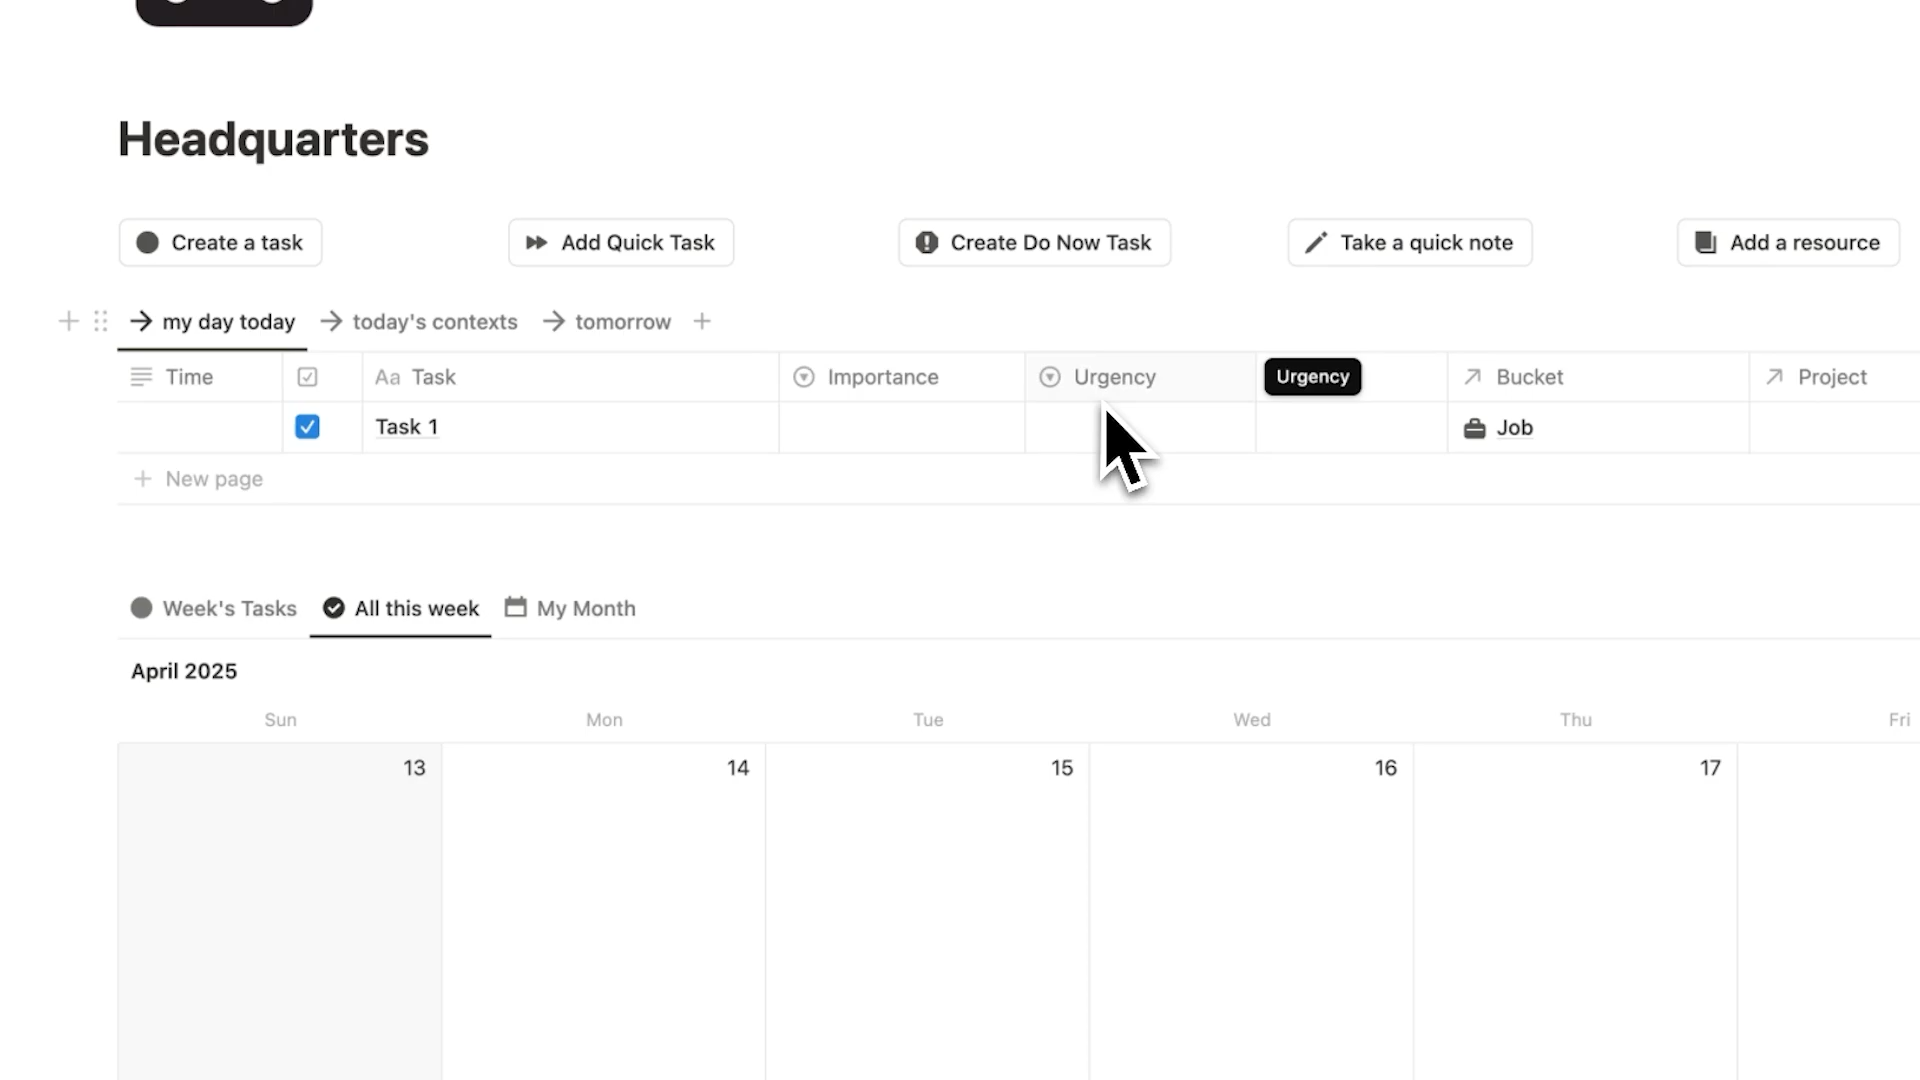 Headquarters
Create a task
Add Quick Task
Create Do Now Task
Take a quick note
Add a resource
my day today
today's contexts
tomorrow
Time
Aa Task
Importance
Urgency
Urgency
Bucket
Project
Task 1
Job
New page
Week's Tasks
All this week
My Month
April 2025
Sun
Mon
Tue
Wed
Thu
Fri
13
14
15
16
17